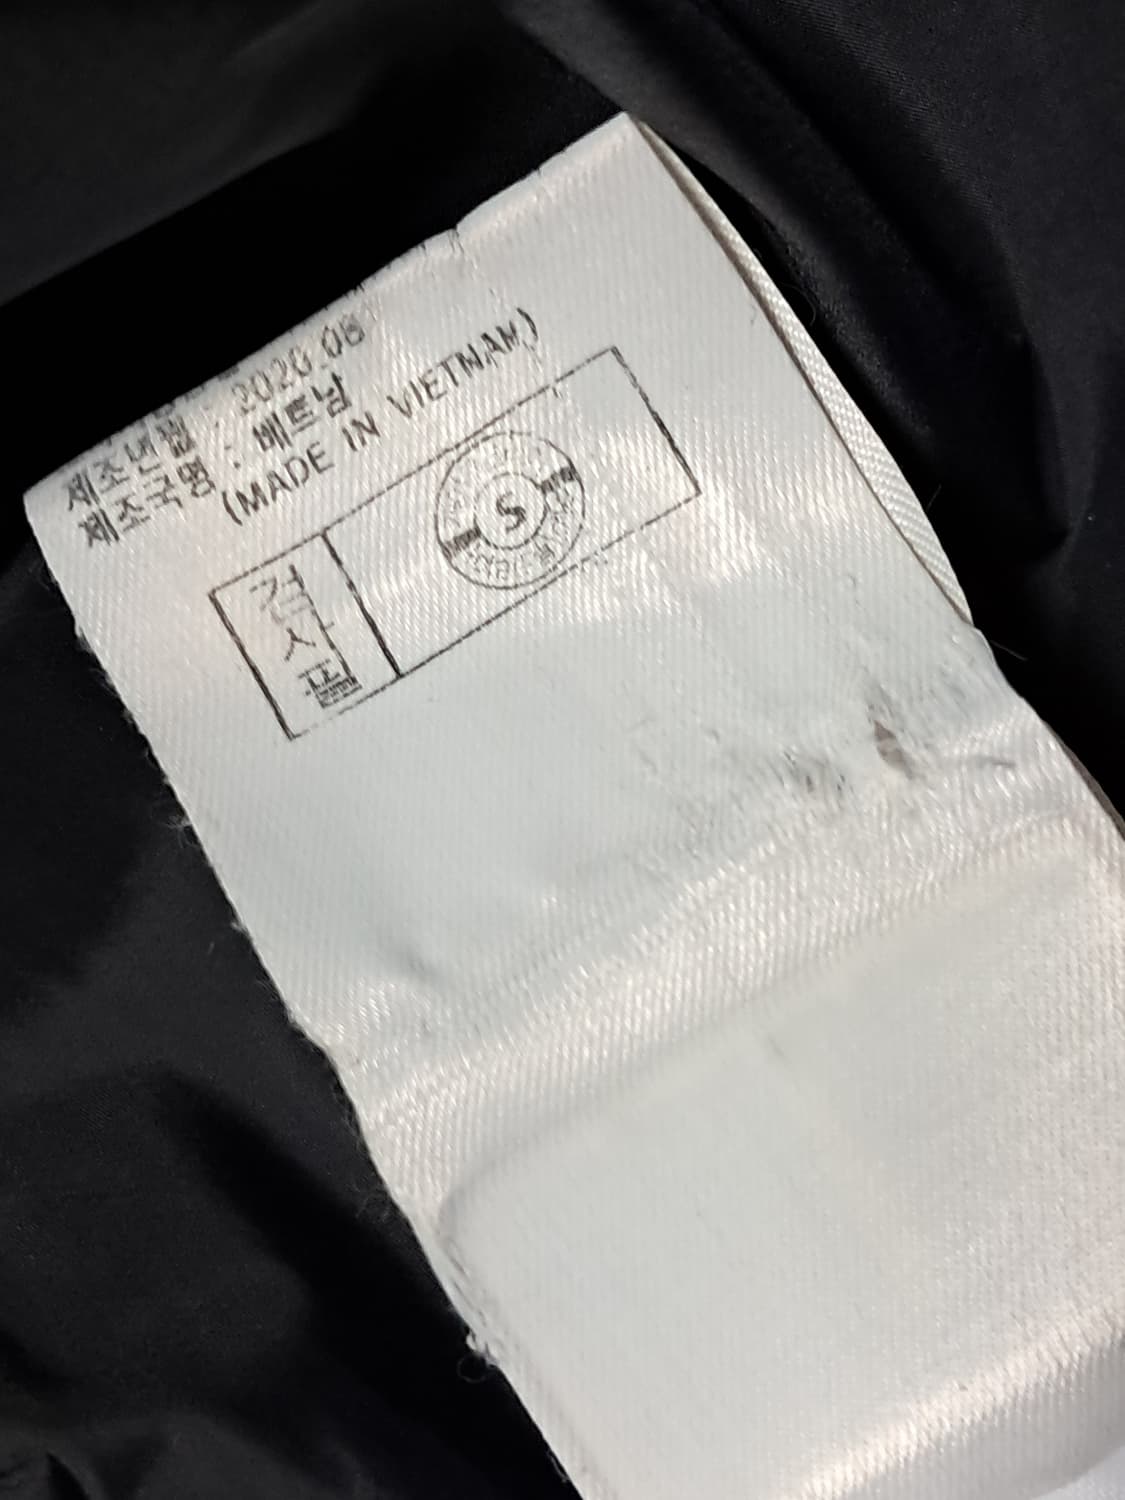 제조년월 : 2020.08
제조국명 : 베트남
(MADE IN VIETNAM)
검사필
S